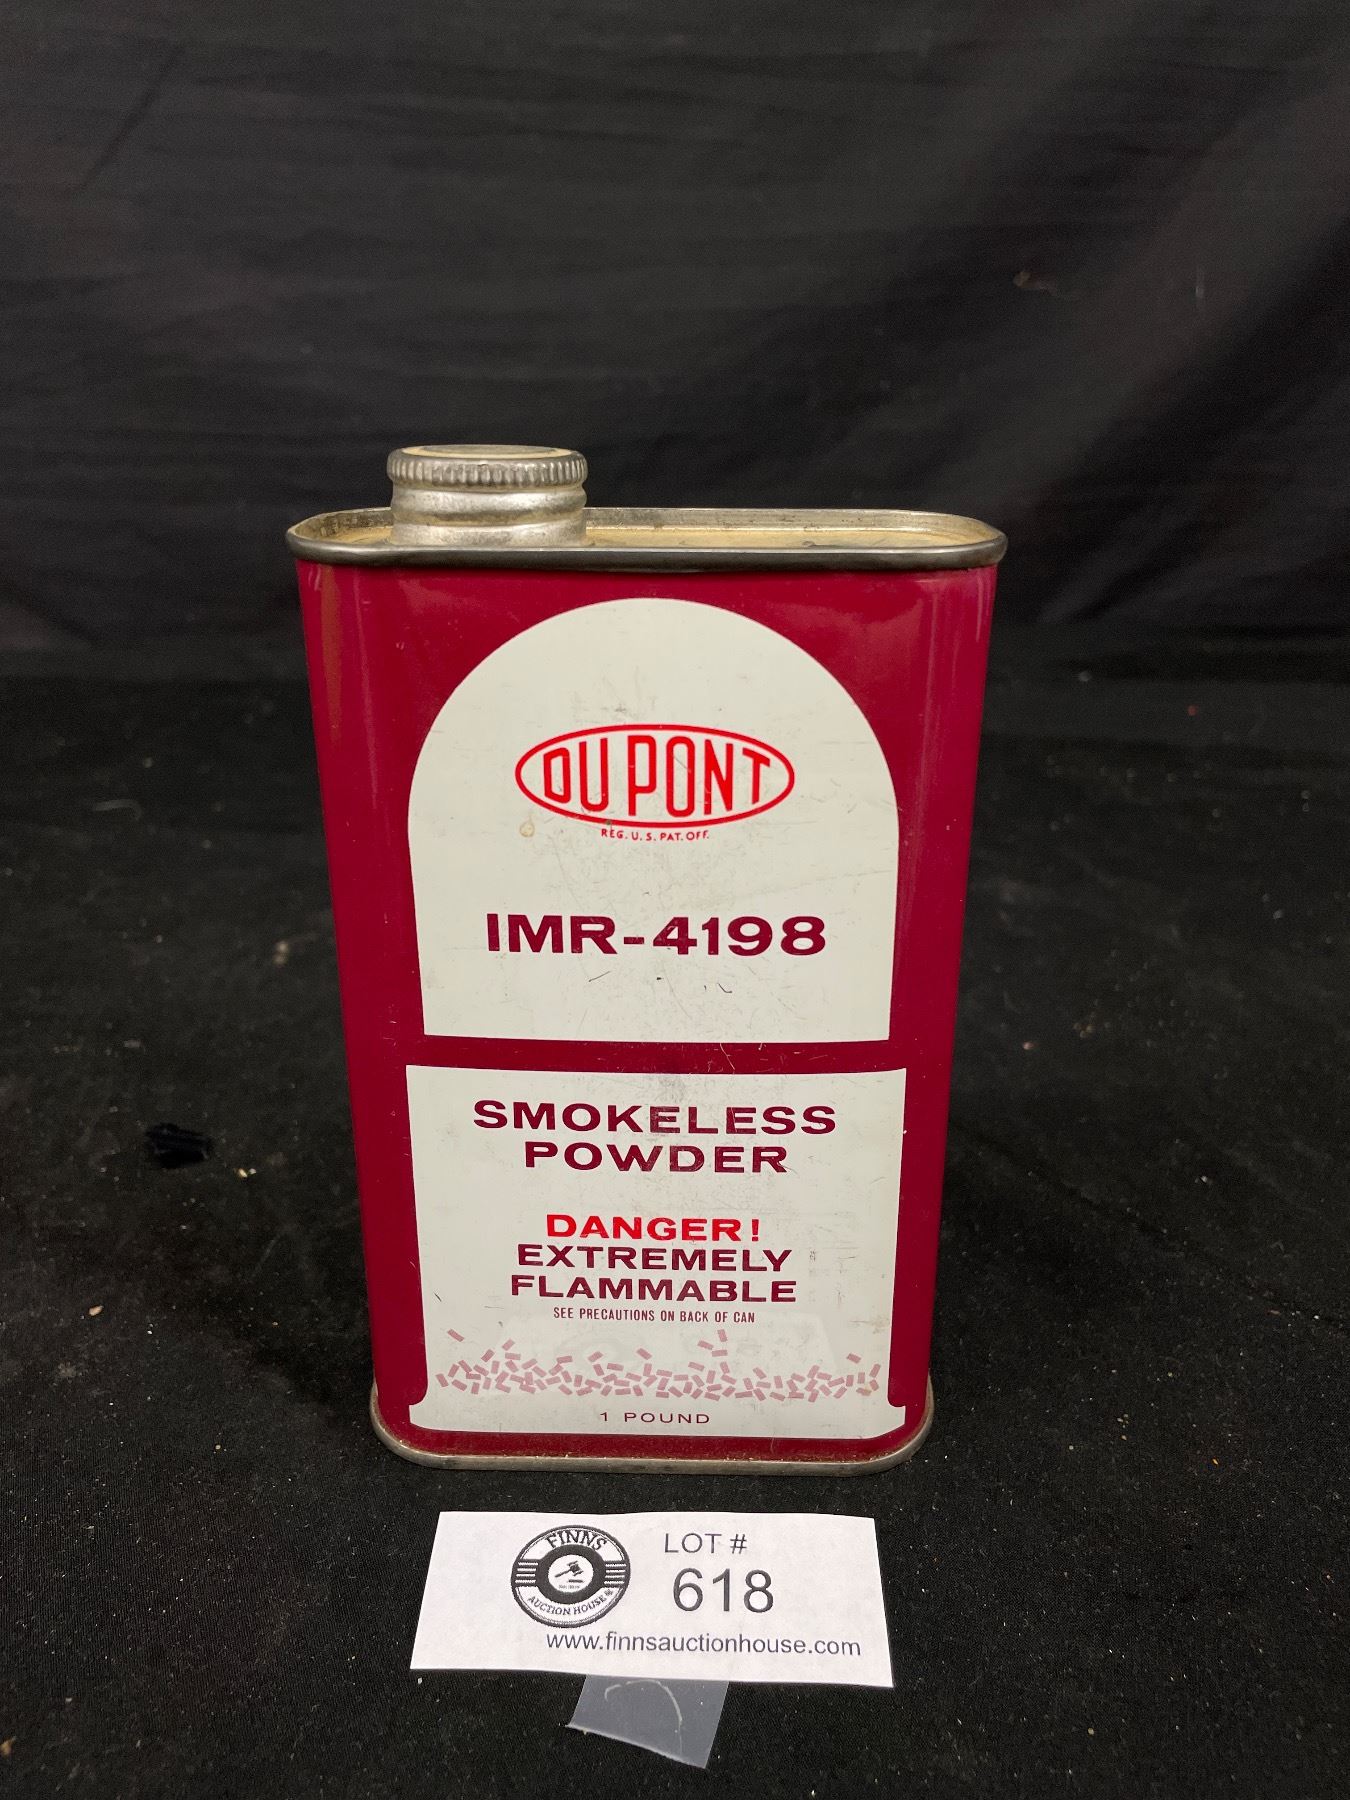 DU PONT
REG. U. S. PAT. OFF.
IMR-4198
SMOKELESS
POWDER
DANGER!
EXTREMELY
FLAMMABLE
SEE PRECAUTIONS ON BACK OF CAN
1 POUND
FINNS
AUCTION HOUSE
LOT #
618
www.finnsauctionhouse.com